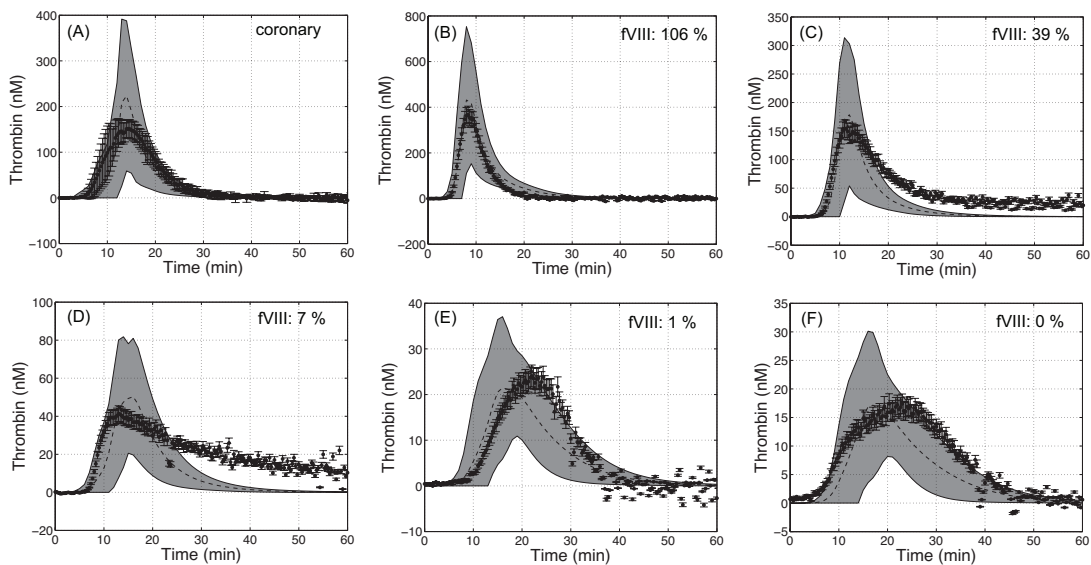 (A) coronary
Thrombin (nM)
400
300
200
100
0
−100
0 10 20 30 40 50 60
Time (min)
(B) fVIII: 106 %
Thrombin (nM)
800
600
400
200
0
−200
0 10 20 30 40 50 60
Time (min)
(C) fVIII: 39 %
Thrombin (nM)
350
300
250
200
150
100
50
0
−50
0 10 20 30 40 50 60
Time (min)
(D) fVIII: 7 %
Thrombin (nM)
100
80
60
40
20
0
−20
0 10 20 30 40 50 60
Time (min)
(E) fVIII: 1 %
Thrombin (nM)
40
30
20
10
0
−10
0 10 20 30 40 50 60
Time (min)
(F) fVIII: 0 %
Thrombin (nM)
35
30
25
20
15
10
5
0
−5
0 10 20 30 40 50 60
Time (min)